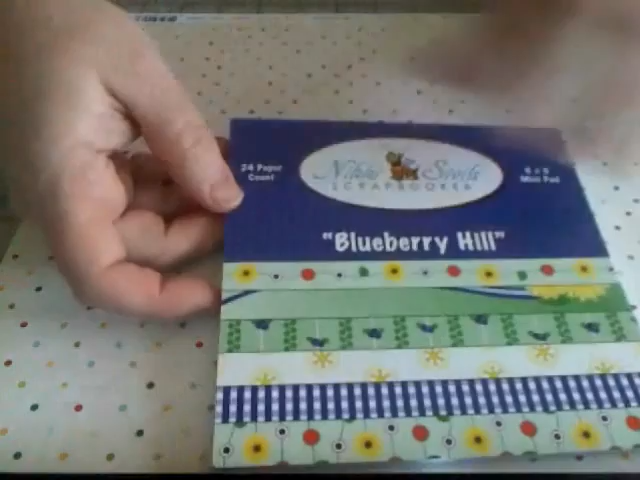 24 Paper
Count
Nikki Sivils
SCRAPBOOKER
6 x 6
Mini Pad
"Blueberry Hill"